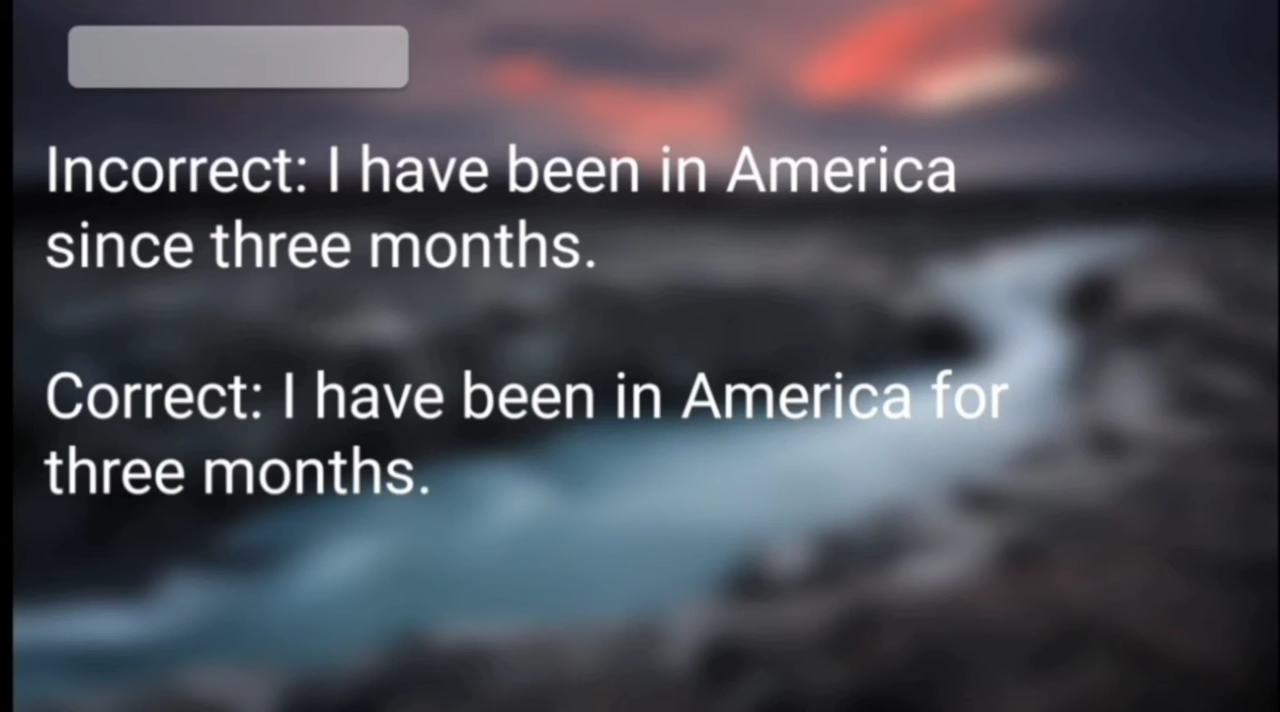 Incorrect: I have been in America
since three months.
Correct: I have been in America for
three months.